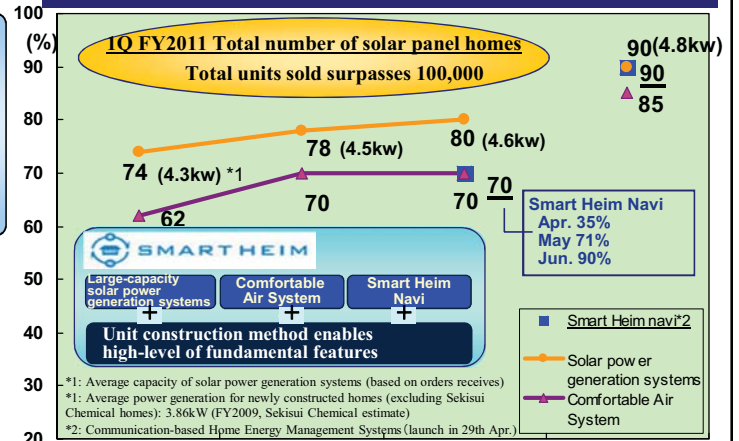 100
(%)
90
80
70
60
50
40
30
20
1Q FY2011 Total number of solar panel homes
Total units sold surpasses 100,000
90(4.8kw)
90
85
74 (4.3kw) *1
78 (4.5kw)
80 (4.6kw)
62
70
70
70
Smart Heim Navi
Apr. 35%
May 71%
Jun. 90%
SMARTHEIM
Large-capacity
solar power
generation systems
Comfortable
Air System
Smart Heim
Navi
+
+
+
Unit construction method enables
high-level of fundamental features
Smart Heim navi*2
Solar power
generation systems
Comfortable Air
System
*1: Average capacity of solar power generation systems (based on orders receives)
*1: Average power generation for newly constructed homes (excluding Sekisui
Chemical homes): 3.86kW (FY2009, Sekisui Chemical estimate)
*2: Communication-based Home Energy Management Systems(launch in 29th Apr.)